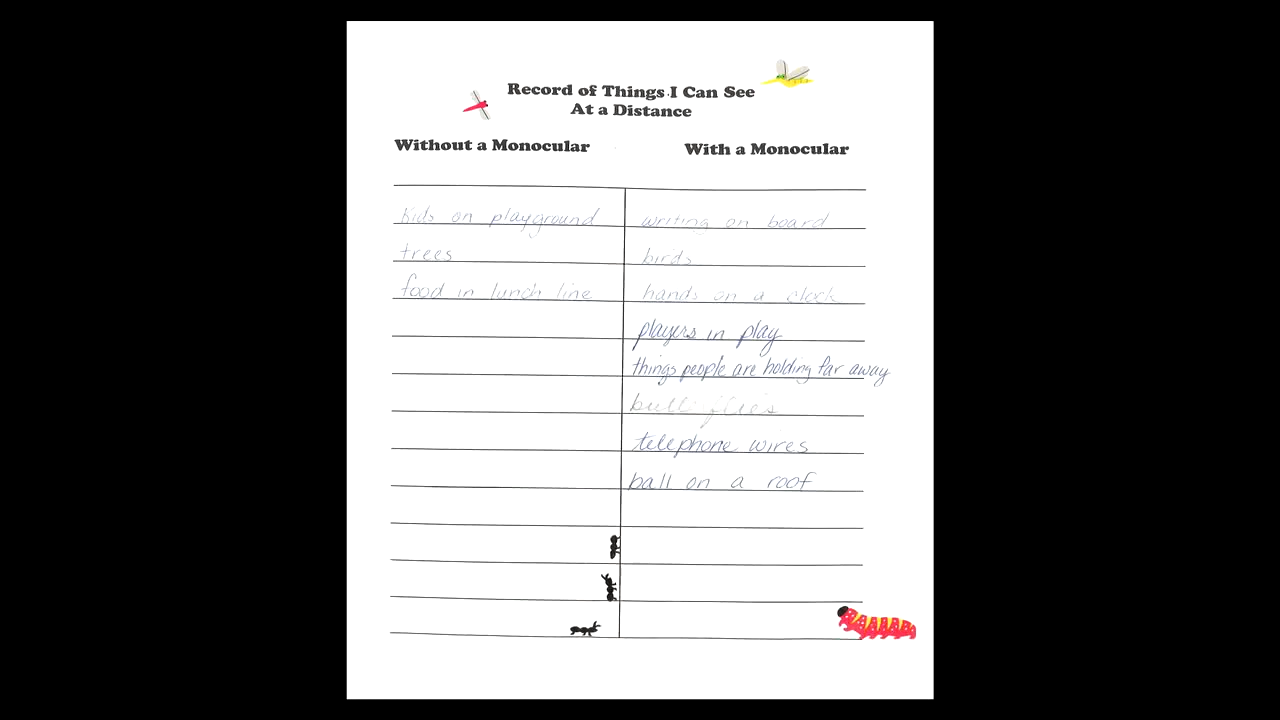 Record of Things I Can See
At a Distance
Without a Monocular
With a Monocular
Kids on playground
writing on board
trees
birds
food in lunch line
hands on a clock
players in play
things people are holding far away
telephone wires
ball on a roof